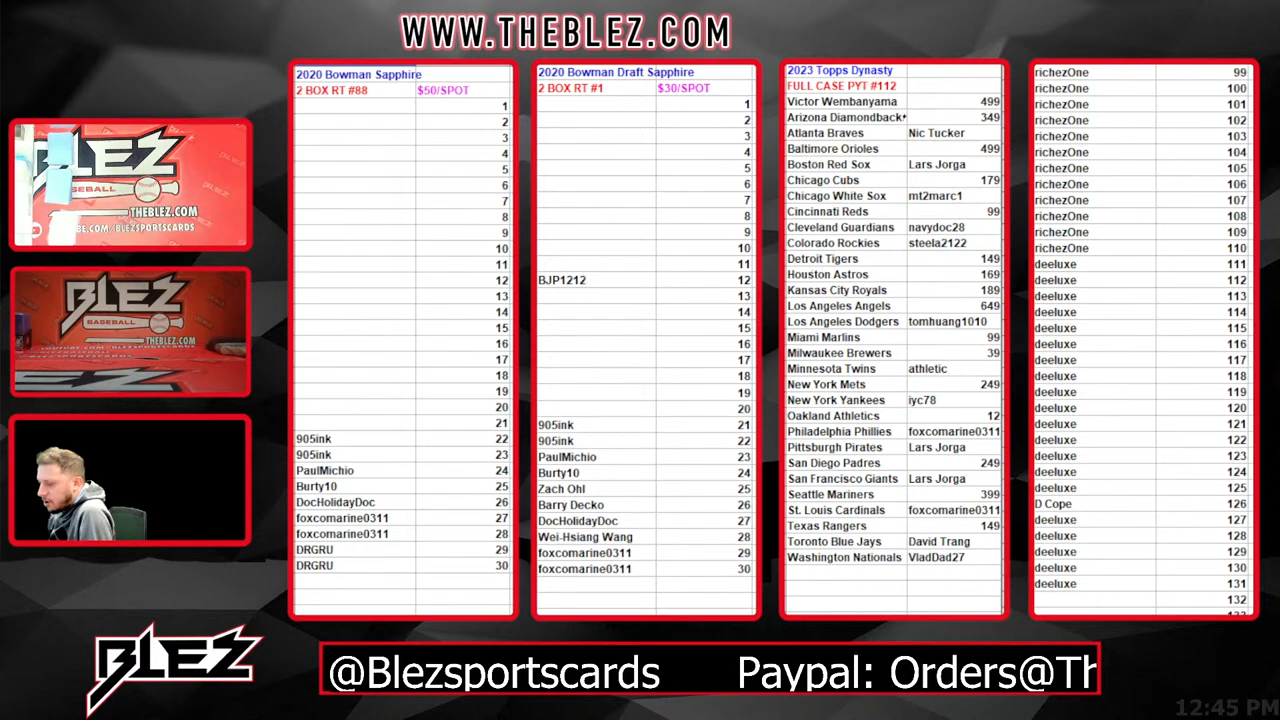 WWW.THEBLEZ.COM
BLEZ
SEBALL
THEBLEZ.COM
BE.COM/BLEZSPORTSCARDS
BLEZ
BASEBALL
THEBLEZ.COM
2020 Bowman Sapphire
2 BOX RT #88 $50/SPOT
1
2
3
4
5
6
7
8
9
10
11
12
13
14
15
16
17
18
19
20
21
905ink 22
905ink 23
PaulMichio 24
Burty10 25
DocHolidayDoc 26
foxcomarine0311 27
foxcomarine0311 28
DRGRU 29
DRGRU 30
2020 Bowman Draft Sapphire
2 BOX RT #1 $30/SPOT
1
2
3
4
5
6
7
8
9
10
11
BJP1212 12
13
14
15
16
17
18
19
20
905ink 21
905ink 22
PaulMichio 23
Burty10 24
Zach Ohl 25
Barry Decko 26
DocHolidayDoc 27
Wei-Hsiang Wang 28
foxcomarine0311 29
foxcomarine0311 30
2023 Topps Dynasty
FULL CASE PYT #112
Victor Wembanyama 499
Arizona Diamondback 349
Atlanta Braves Nic Tucker
Baltimore Orioles 499
Boston Red Sox Lars Jorga
Chicago Cubs 179
Chicago White Sox mt2marc1
Cincinnati Reds 99
Cleveland Guardians navydoc28
Colorado Rockies steela2122
Detroit Tigers 149
Houston Astros 169
Kansas City Royals 189
Los Angeles Angels 649
Los Angeles Dodgers tomhuang1010
Miami Marlins 99
Milwaukee Brewers 39
Minnesota Twins athletic
New York Mets 249
New York Yankees iyc78
Oakland Athletics 12
Philadelphia Phillies foxcomarine0311
Pittsburgh Pirates Lars Jorga
San Diego Padres 249
San Francisco Giants Lars Jorga
Seattle Mariners 399
St. Louis Cardinals foxcomarine0311
Texas Rangers 149
Toronto Blue Jays David Trang
Washington Nationals VladDad27
richezOne 99
richezOne 100
richezOne 101
richezOne 102
richezOne 103
richezOne 104
richezOne 105
richezOne 106
richezOne 107
richezOne 108
richezOne 109
richezOne 110
deeluxe 111
deeluxe 112
deeluxe 113
deeluxe 114
deeluxe 115
deeluxe 116
deeluxe 117
deeluxe 118
deeluxe 119
deeluxe 120
deeluxe 121
deeluxe 122
deeluxe 123
deeluxe 124
deeluxe 125
D Cope 126
deeluxe 127
deeluxe 128
deeluxe 129
deeluxe 130
deeluxe 131
132
BLEZ
@Blezsportscards Paypal: Orders@Th
12:45 PM